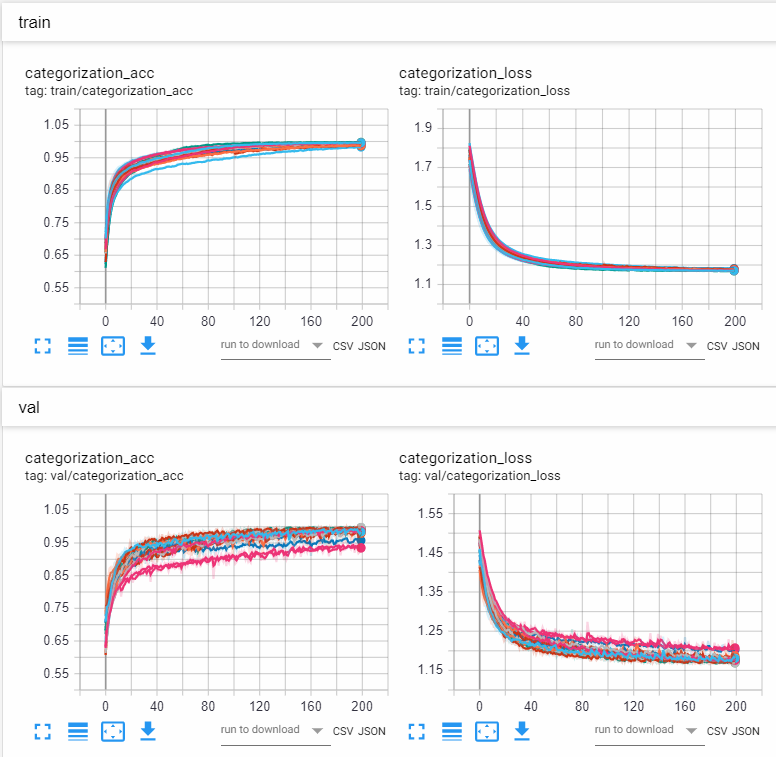 train
categorization_acc
tag: train/categorization_acc
1.05
0.95
0.85
0.75
0.65
0.55
0 40 80 120 160 200
run to download CSV JSON
categorization_loss
tag: train/categorization_loss
1.9
1.7
1.5
1.3
1.1
0 40 80 120 160 200
run to download CSV JSON
val
categorization_acc
tag: val/categorization_acc
1.05
0.95
0.85
0.75
0.65
0.55
0 40 80 120 160 200
run to download CSV JSON
categorization_loss
tag: val/categorization_loss
1.55
1.45
1.35
1.25
1.15
0 40 80 120 160 200
run to download CSV JSON